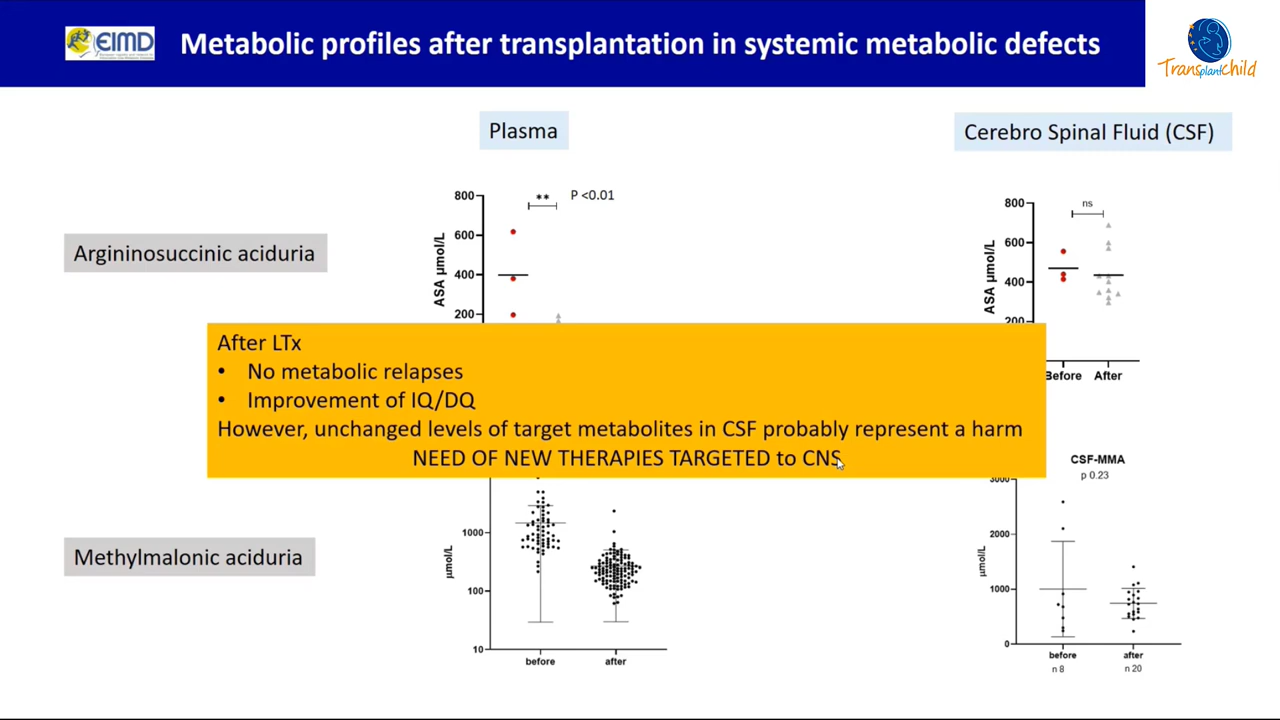 EIMD
Metabolic profiles after transplantation in systemic metabolic defects
Transplantchild
Plasma
Cerebro Spinal Fluid (CSF)
Argininosuccinic aciduria
** P <0.01
800
600
400
200
ASA µmol/L
ns
800
600
400
200
ASA µmol/L
Before After
After LTx
• No metabolic relapses
• Improvement of IQ/DQ
However, unchanged levels of target metabolites in CSF probably represent a harm
NEED OF NEW THERAPIES TARGETED to CNS
Methylmalonic aciduria
1000
100
10
µmol/L
before after
CSF-MMA
p 0.23
3000
2000
1000
0
µmol/L
before after
n 8 n 20